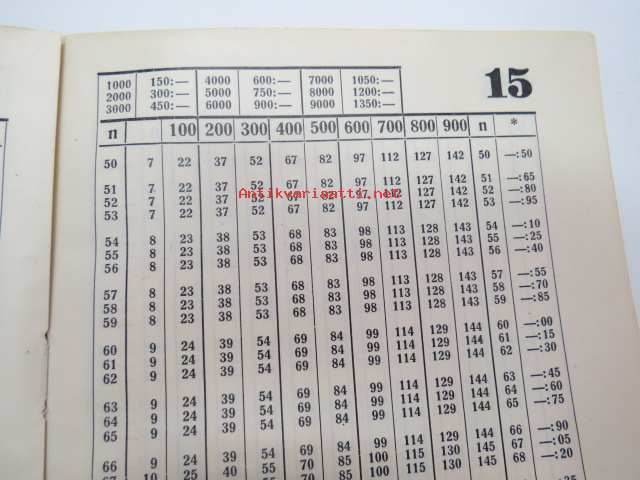 15
1000 150:— 4000 600:— 7000 1050:—
2000 300:— 5000 750:— 8000 1200:—
3000 450:— 6000 900:— 9000 1350:—
n 100 200 300 400 500 600 700 800 900 n *
50 7 22 37 52 67 82 97 112 127 142 50 —:50
51 7 22 37 52 67 82 97 112 127 142 51 —:65
52 7 22 37 52 67 82 97 112 127 142 52 —:80
53 7 22 37 52 67 82 97 112 127 142 53 —:95
Antikvariantti.net
54 8 23 38 53 68 83 98 113 128 143 54 —:10
55 8 23 38 53 68 83 98 113 128 143 55 —:25
56 8 23 38 53 68 83 98 113 128 143 56 —:40
57 8 23 38 53 68 83 98 113 128 143 57 —:55
58 8 23 38 53 68 83 98 113 128 143 58 —:70
59 8 23 38 53 68 83 98 113 128 143 59 —:85
60 9 24 39 54 69 84 99 114 129 144 60 —:00
61 9 24 39 54 69 84 99 114 129 144 61 —:15
62 9 24 39 54 69 84 99 114 129 144 62 —:30
63 9 24 39 54 69 84 99 114 129 144 63 —:45
64 9 24 39 54 69 84 99 114 129 144 64 —:60
65 9 24 39 54 69 84 99 114 129 144 65 —:75
66 9 24 39 54 69 84 99 114 129 144 66 —:90
67 10 25 40 55 70 85 100 115 130 145 67 —:05
68 —:20